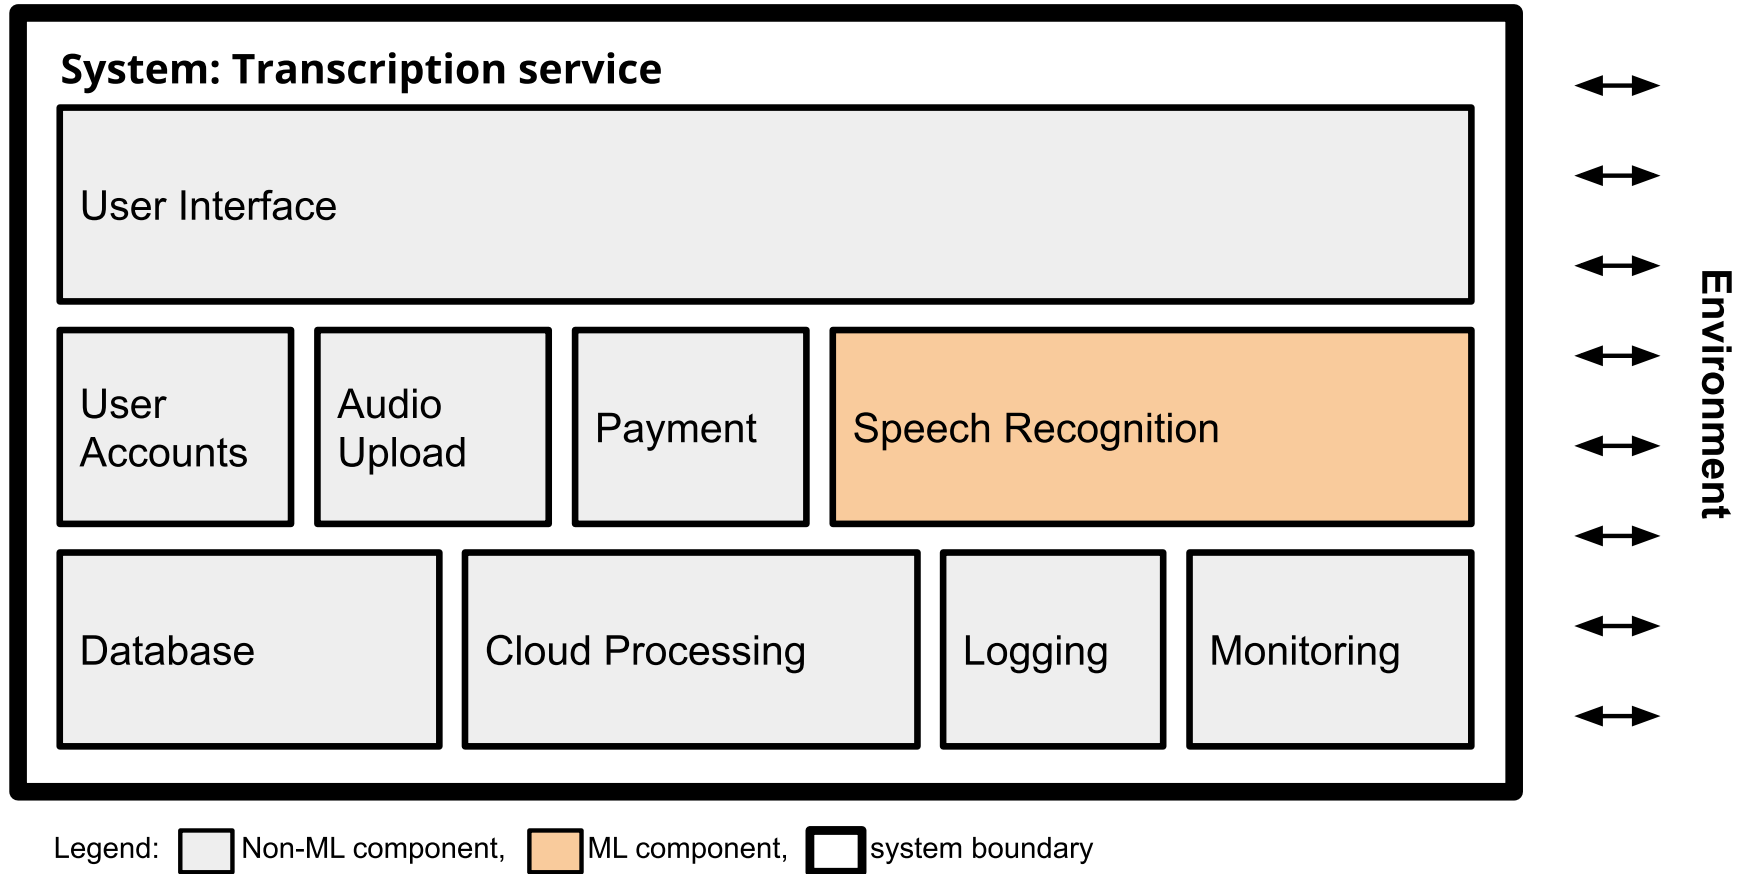 System: Transcription service
User Interface
User
Accounts
Audio
Upload
Payment
Speech Recognition
Database
Cloud Processing
Logging
Monitoring
Environment
Legend: Non-ML component, ML component, system boundary